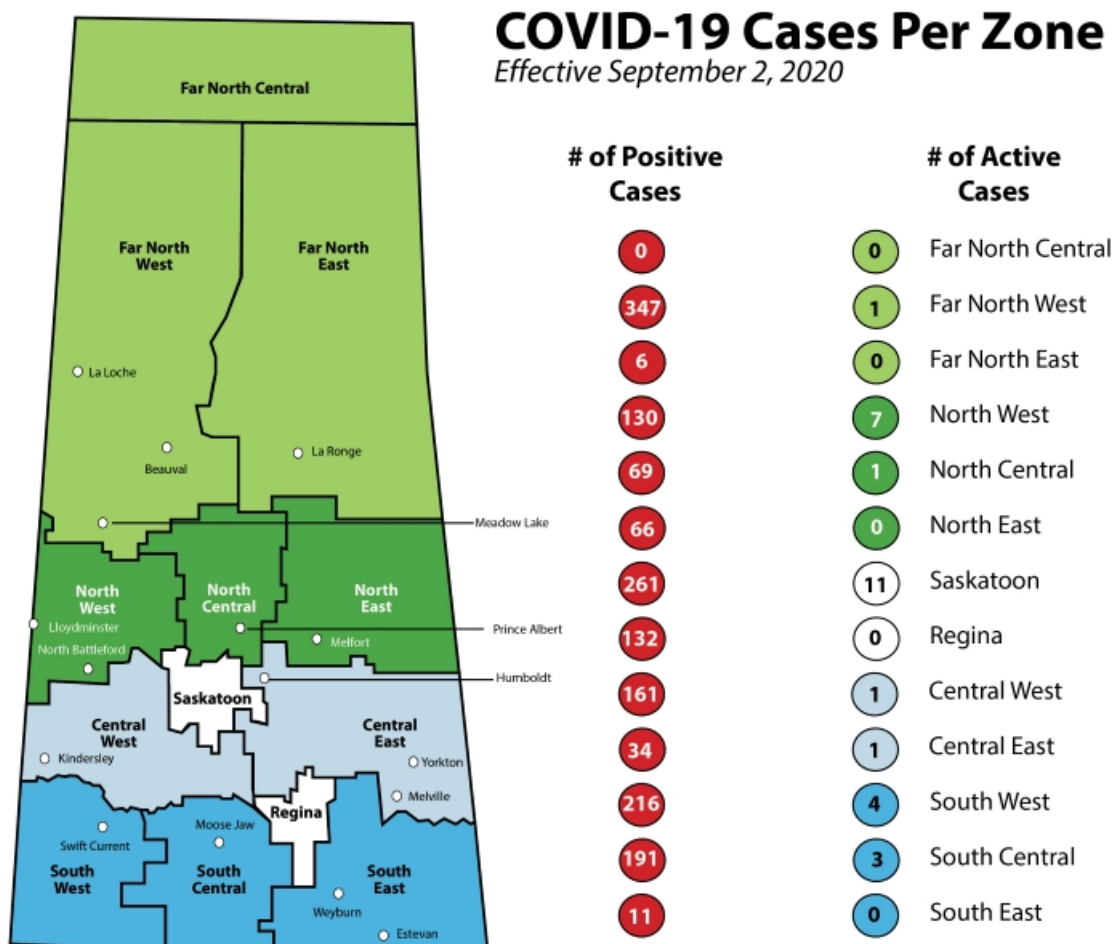 COVID-19 Cases Per Zone
Effective September 2, 2020
Far North Central
Far North
West
Far North
East
La Loche
Beauval
La Ronge
Meadow Lake
North
West
North
Central
North
East
Lloydminster
North Battleford
Prince Albert
Melfort
Humboldt
Saskatoon
Central
West
Central
East
Kindersley
Yorkton
Melville
Regina
Moose Jaw
Swift Current
South
West
South
Central
South
East
Weyburn
Estevan
# of Positive
Cases
# of Active
Cases
0 0 Far North Central
347 1 Far North West
6 0 Far North East
130 7 North West
69 1 North Central
66 0 North East
261 11 Saskatoon
132 0 Regina
161 1 Central West
34 1 Central East
216 4 South West
191 3 South Central
11 0 South East